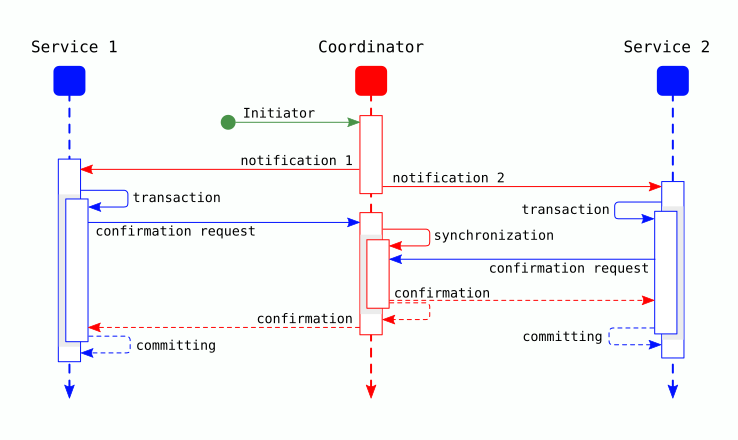 Service 1
Coordinator
Service 2
Initiator
notification 1
notification 2
transaction
transaction
confirmation request
synchronization
confirmation request
confirmation
confirmation
committing
committing